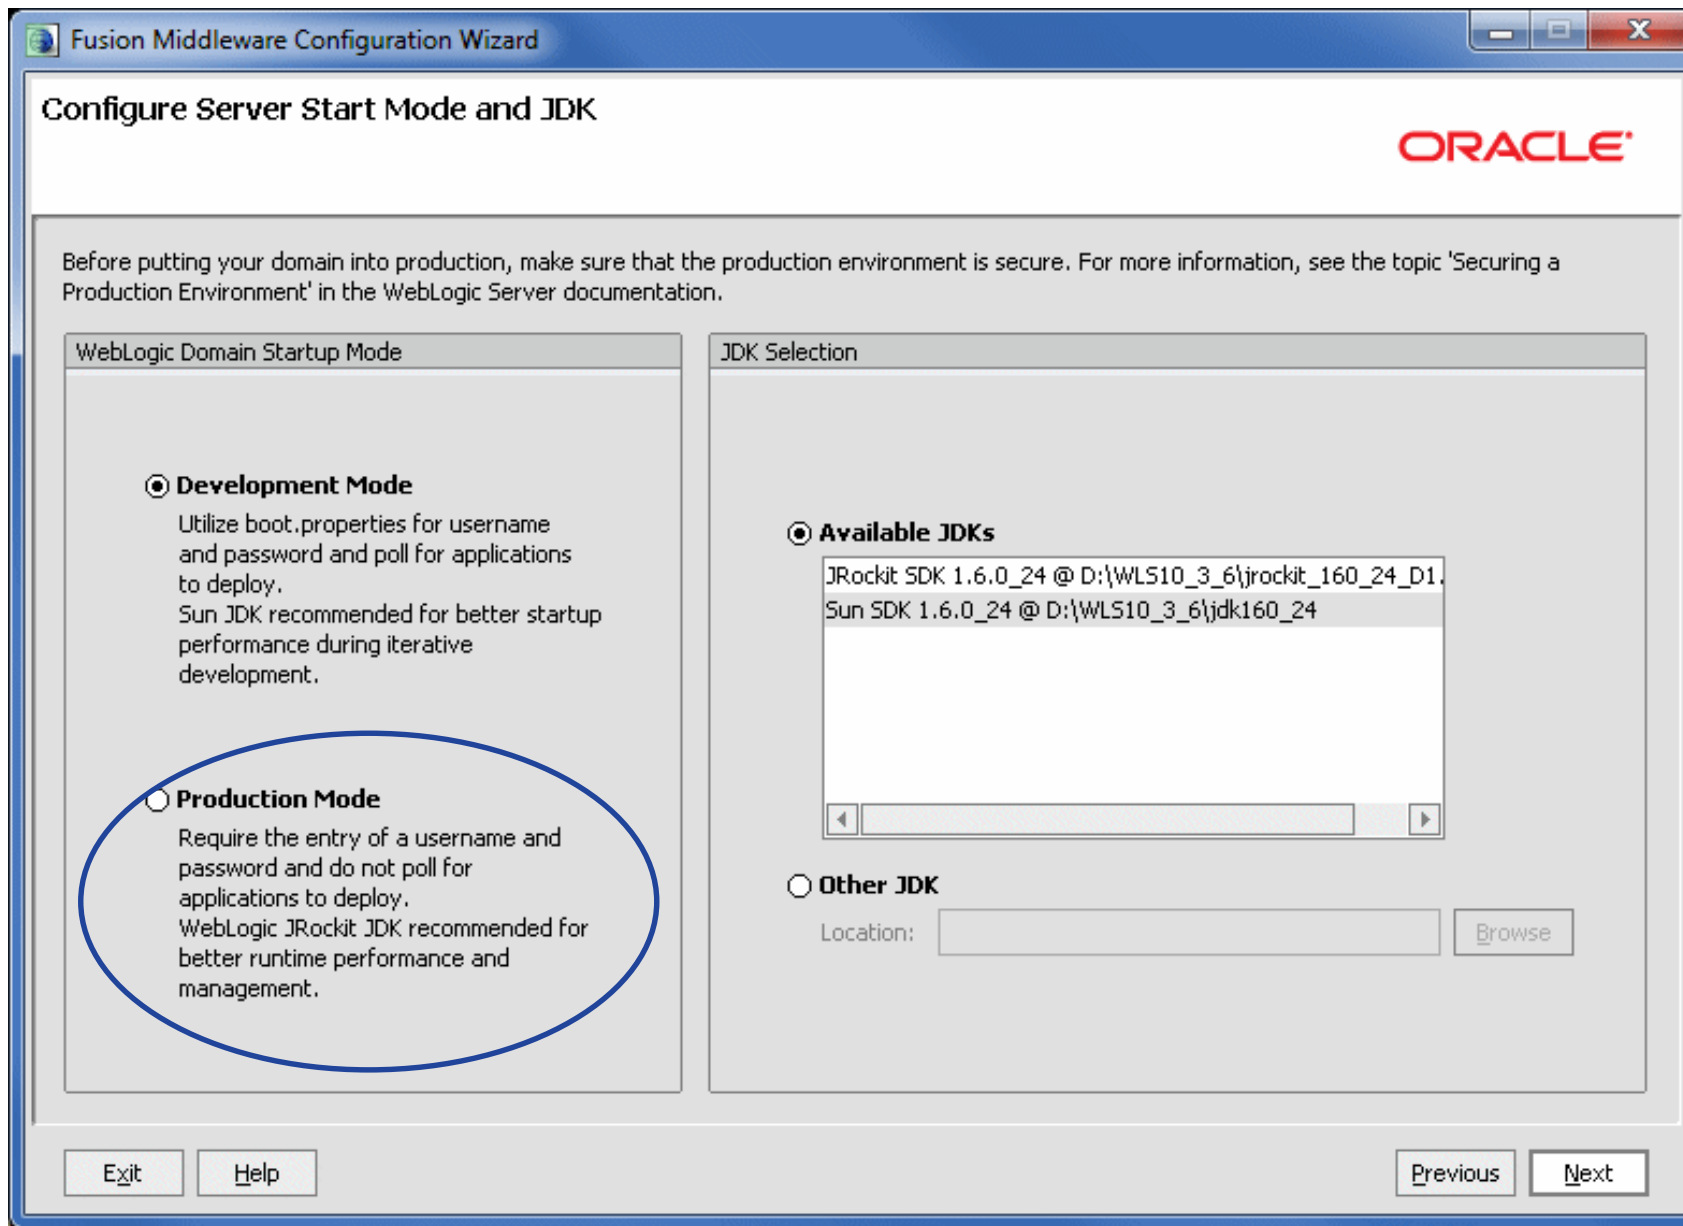 Fusion Middleware Configuration Wizard
Configure Server Start Mode and JDK
ORACLE
Before putting your domain into production, make sure that the production environment is secure. For more information, see the topic 'Securing a
Production Environment' in the WebLogic Server documentation.
WebLogic Domain Startup Mode
Development Mode
Utilize boot.properties for username
and password and poll for applications
to deploy.
Sun JDK recommended for better startup
performance during iterative
development.
Production Mode
Require the entry of a username and
password and do not poll for
applications to deploy.
WebLogic JRockit JDK recommended for
better runtime performance and
management.
JDK Selection
Available JDKs
JRockit SDK 1.6.0_24 @ D:\WLS10_3_6\jrockit_160_24_D1.
Sun SDK 1.6.0_24 @ D:\WLS10_3_6\jdk160_24
Other JDK
Location:
Browse
Exit
Help
Previous
Next